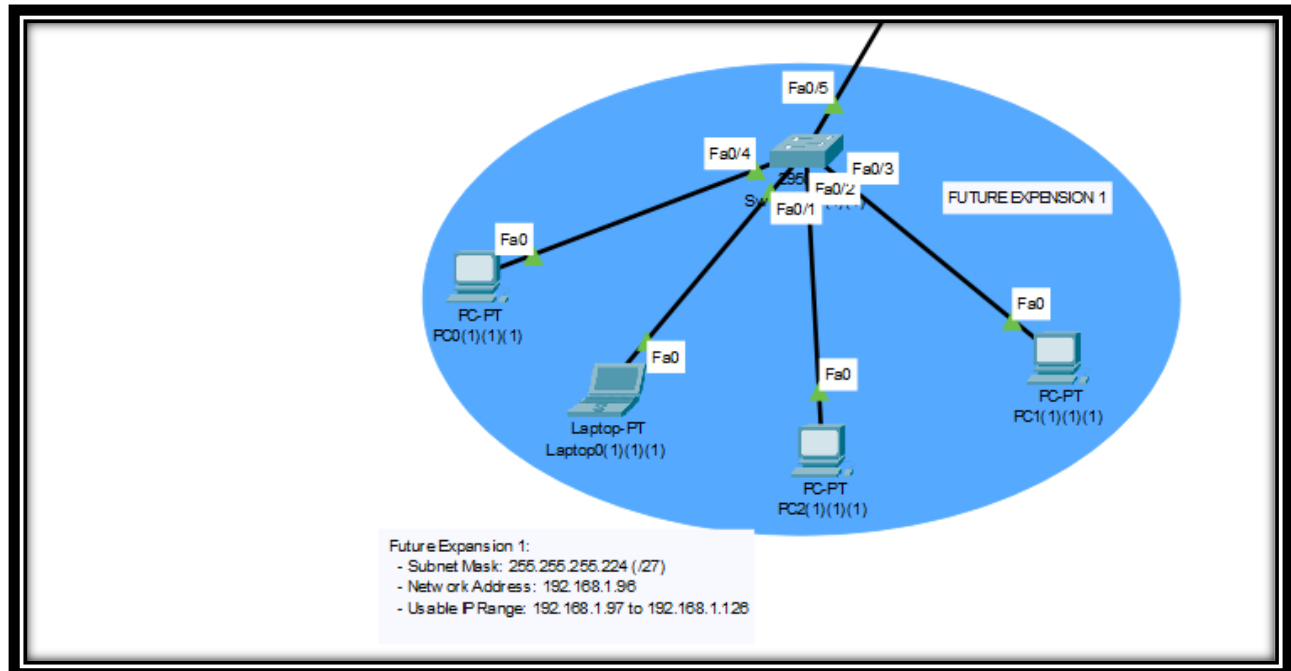 Fa0/5
Fa0/4
Fa0/3
Fa0/2
Fa0/1
FUTURE EXPENSION 1
Fa0
PC-PT
PC0(1)(1)(1)
Fa0
Laptop-PT
Laptop0(1)(1)(1)
Fa0
PC-PT
PC2(1)(1)(1)
Fa0
PC-PT
PC1(1)(1)(1)
Future Expansion 1:
- Subnet Mask: 255.255.255.224 (/27)
- Network Address: 192.168.1.96
- Usable IP Range: 192.168.1.97 to 192.168.1.126